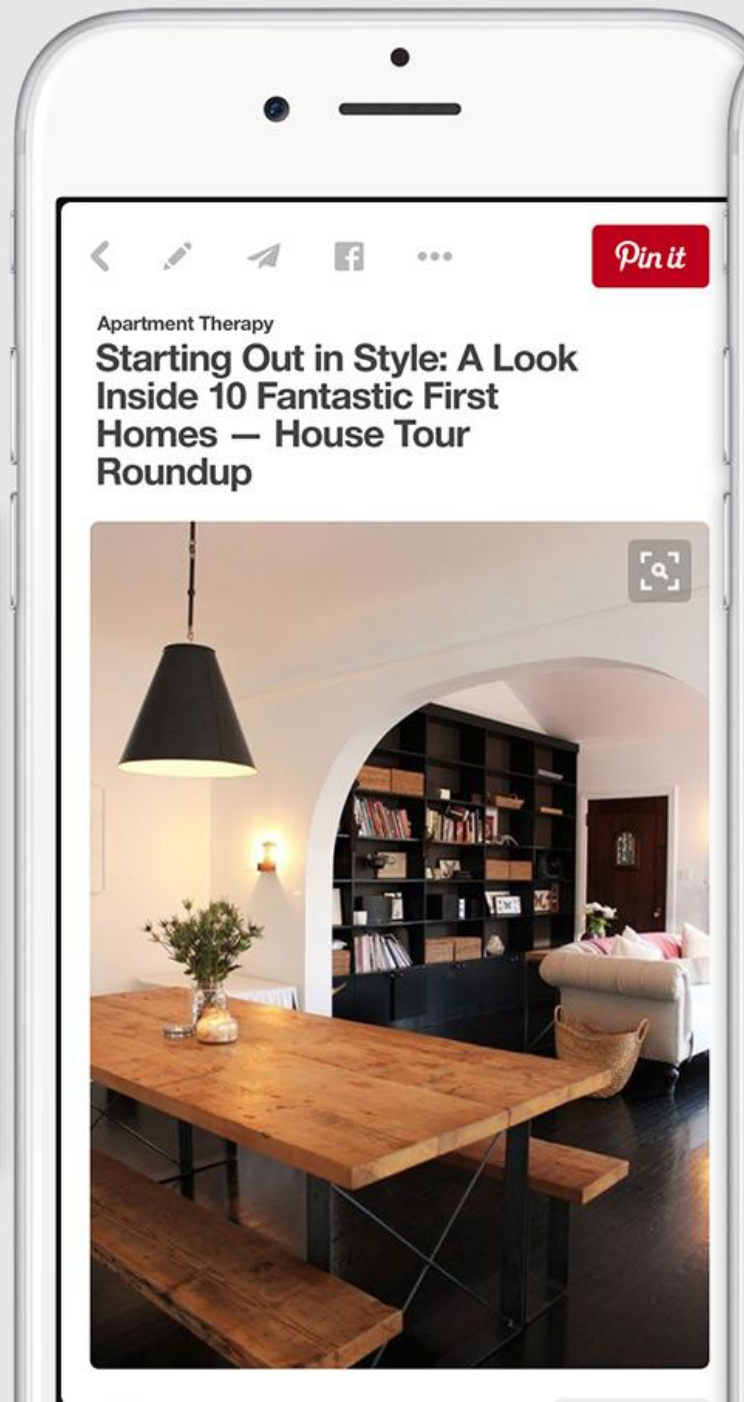 Pin it
Apartment Therapy
Starting Out in Style: A Look
Inside 10 Fantastic First
Homes — House Tour
Roundup